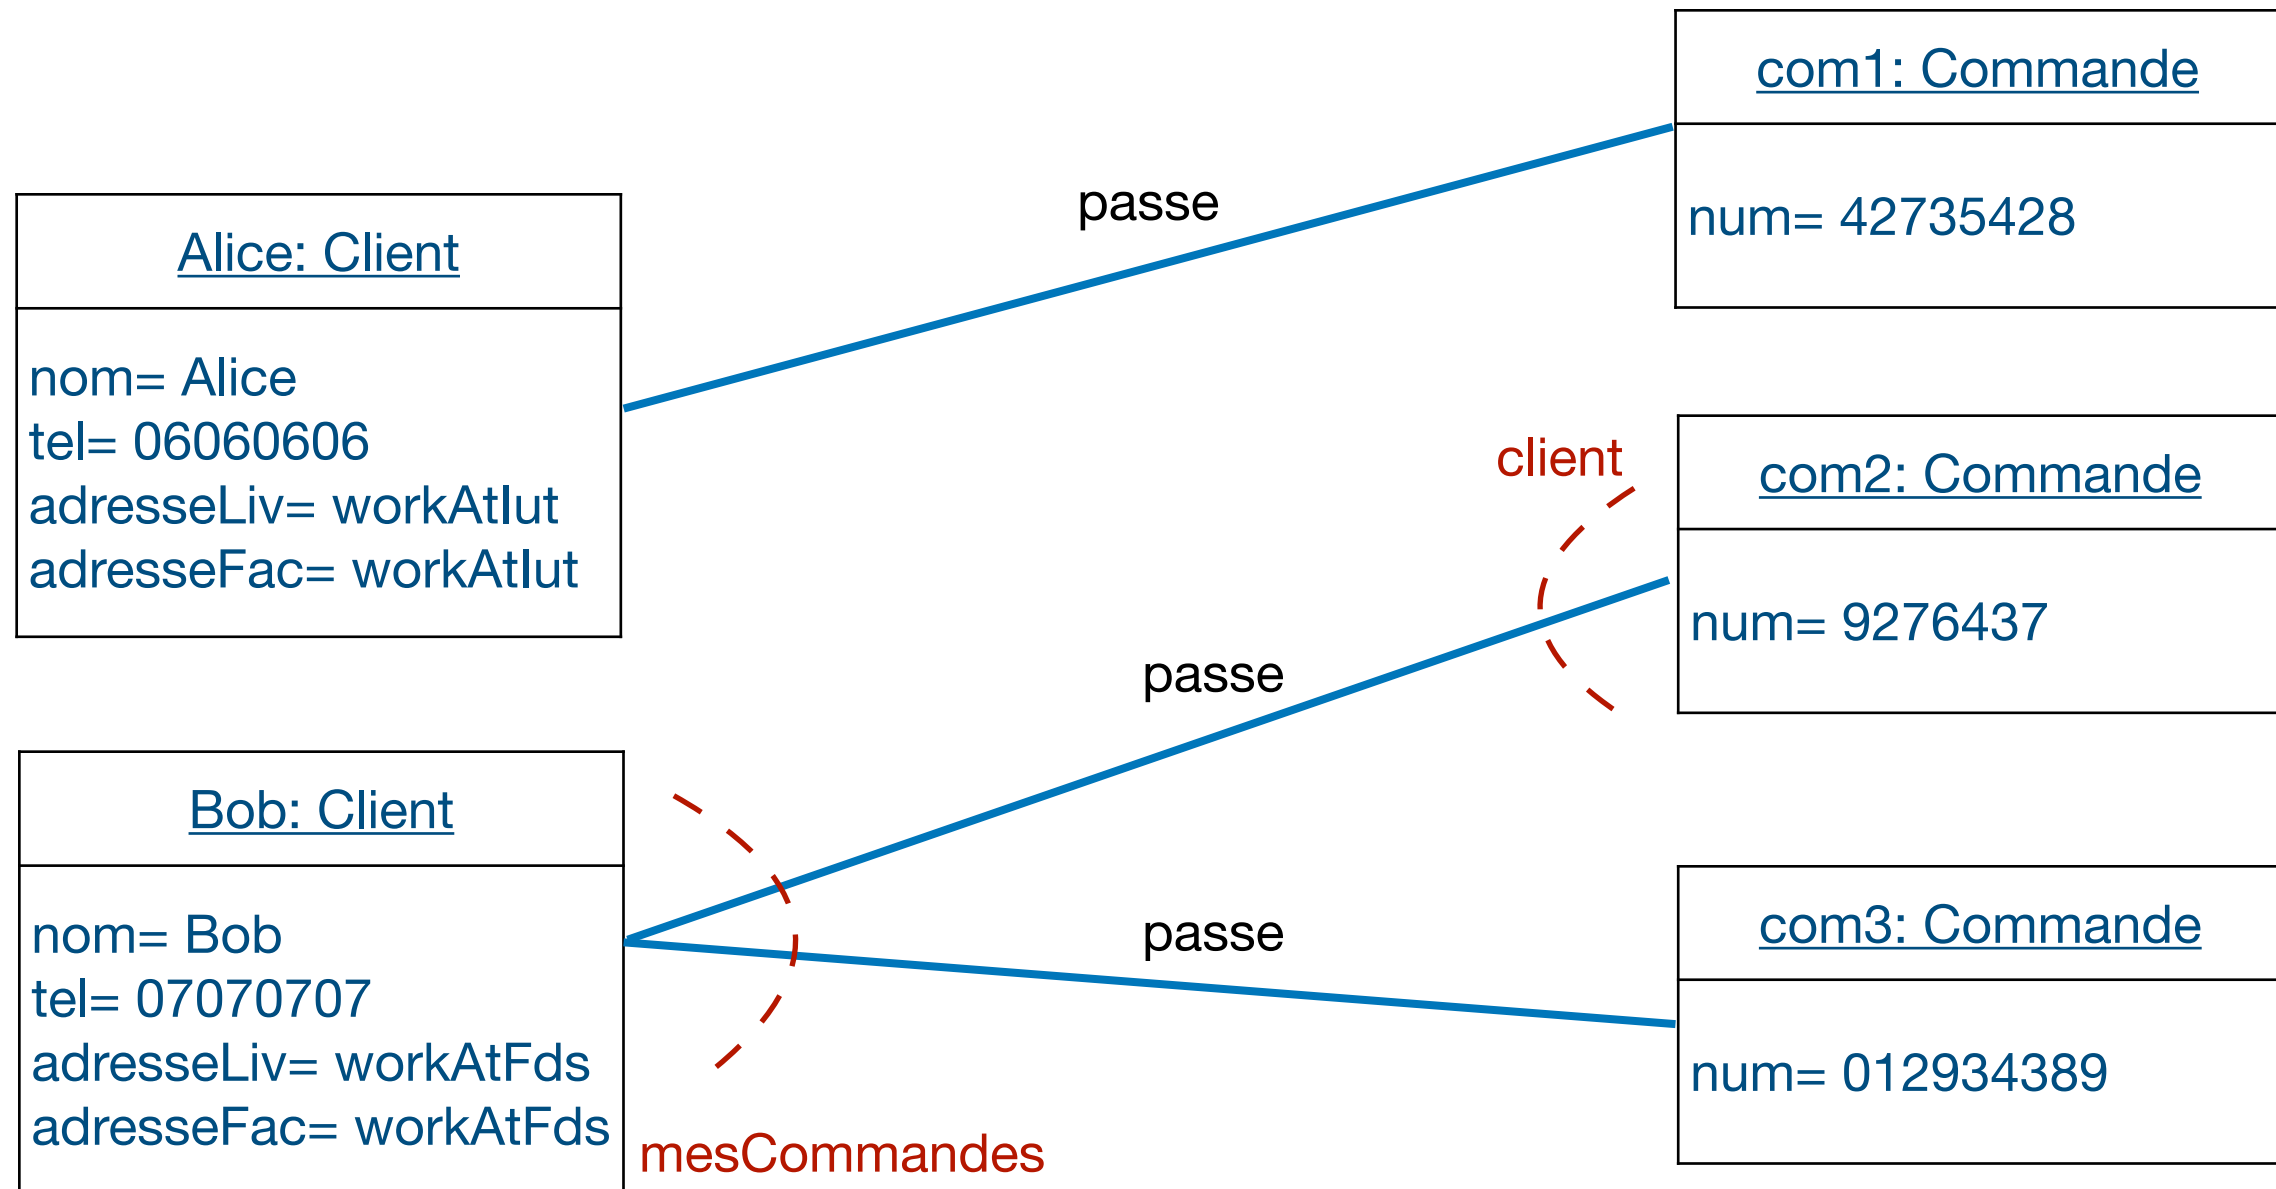 Alice: Client
nom= Alice
tel= 06060606
adresseLiv= workAtIut
adresseFac= workAtIut
Bob: Client
nom= Bob
tel= 07070707
adresseLiv= workAtFds
adresseFac= workAtFds
passe
passe
passe
client
mesCommandes
com1: Commande
num= 42735428
com2: Commande
num= 9276437
com3: Commande
num= 012934389